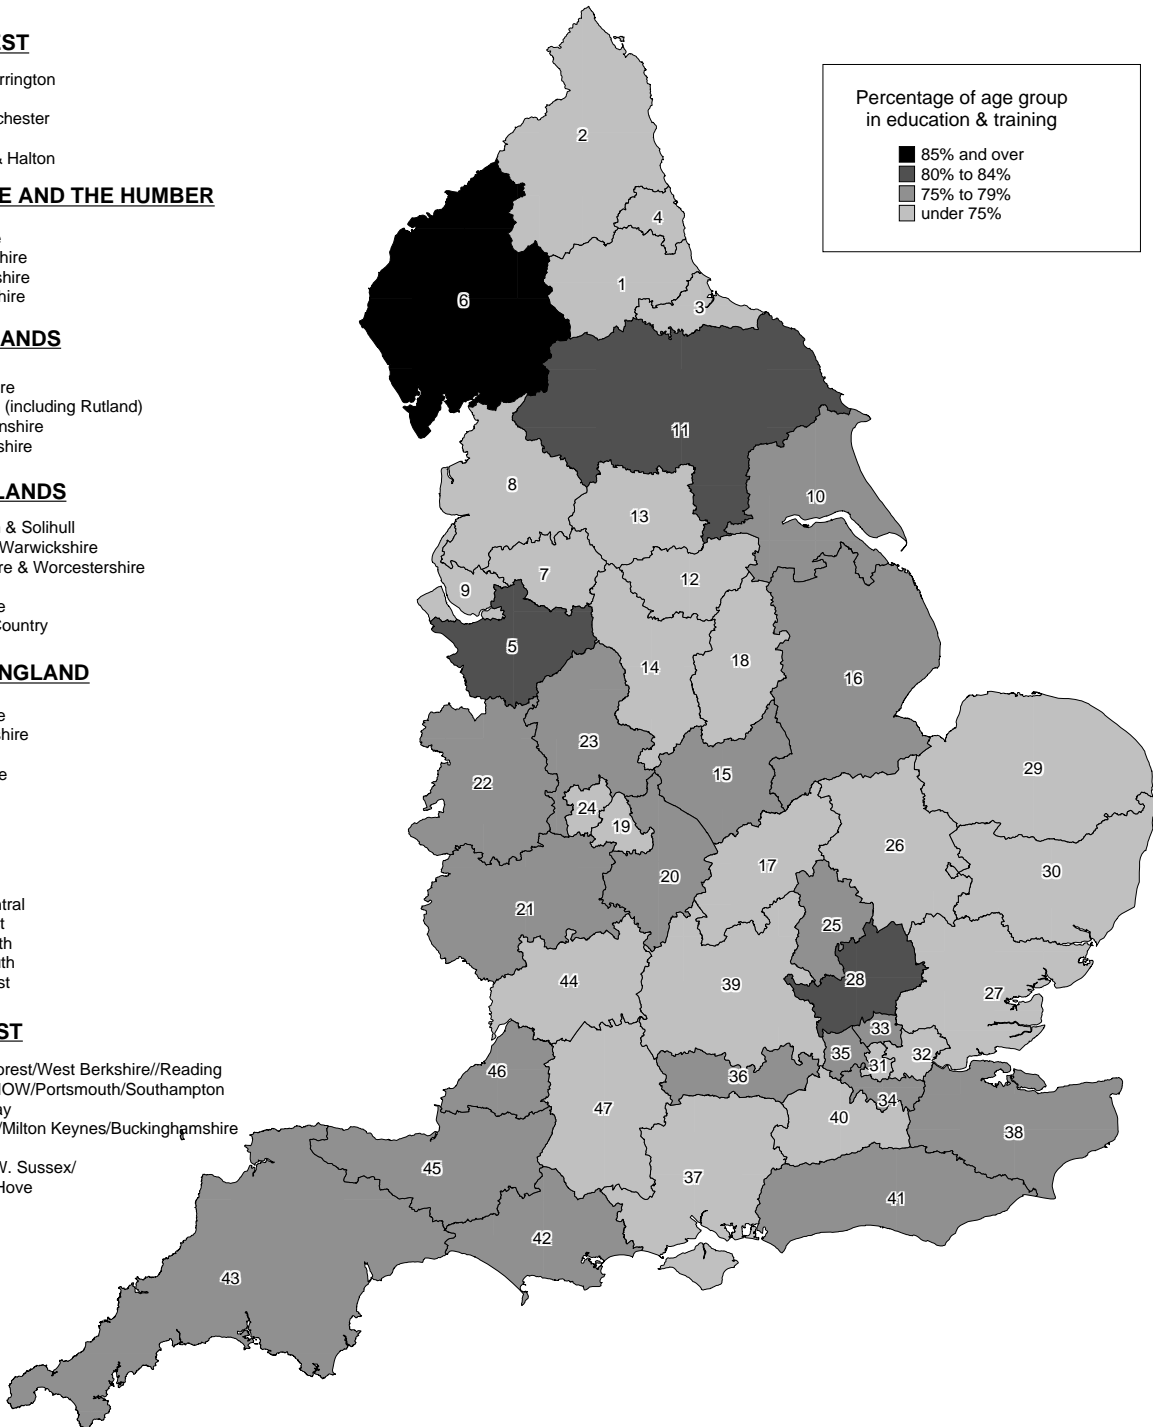 EST
rrington
chester
& Halton
E AND THE HUMBER
e
hire
shire
hire
ANDS
re
(including Rutland)
nshire
shire
LANDS
& Solihull
Warwickshire
re & Worcestershire
e
Country
NGLAND
e
shire
e
ntral
t
th
uth
st
ST
orest/West Berkshire//Reading
IOW/Portsmouth/Southampton
ay
/Milton Keynes/Buckinghamshire
W. Sussex/
Hove
Percentage of age group
in education & training
85% and over
80% to 84%
75% to 79%
under 75%
2
4
1
3
6
11
8
10
13
7
12
9
5
14
18
16
23
22
15
29
24
19
26
17
20
30
21
25
44
39
28
27
33
35
31
32
46
36
34
47
40
38
45
37
41
42
43